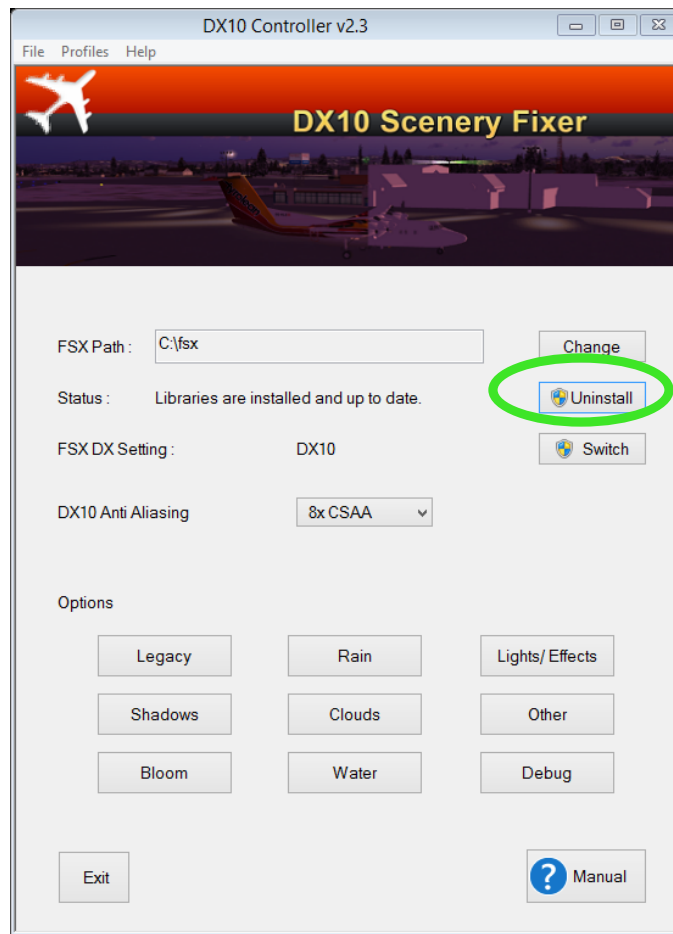 DX10 Controller v2.3
File Profiles Help
DX10 Scenery Fixer
FSX Path : C:\fsx Change
Status : Libraries are installed and up to date. Uninstall
FSX DX Setting : DX10 Switch
DX10 Anti Aliasing 8x CSAA
Options
Legacy Rain Lights/ Effects
Shadows Clouds Other
Bloom Water Debug
Exit ? Manual